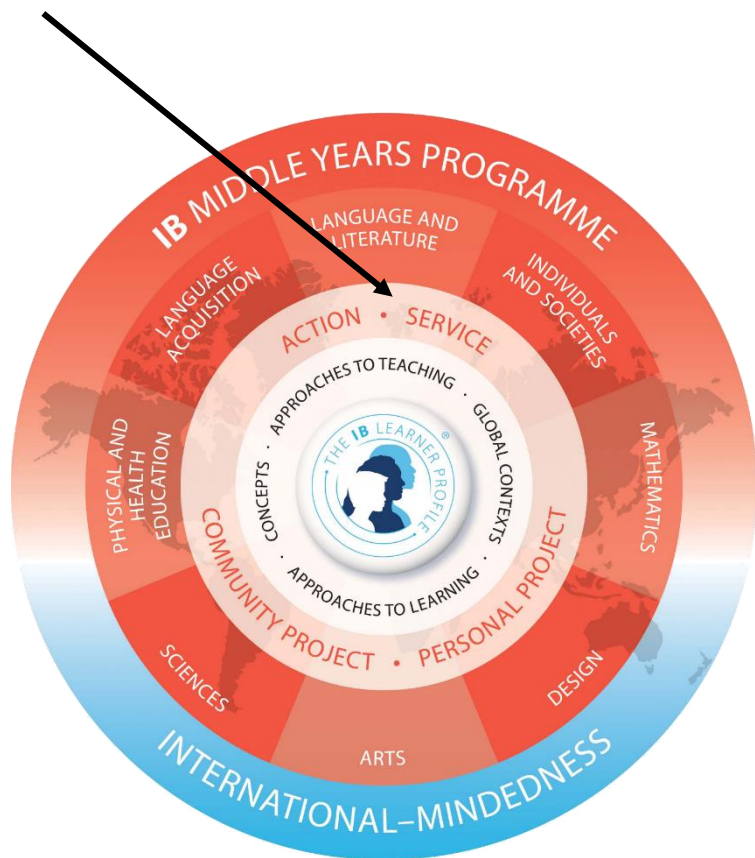 IB MIDDLE YEARS PROGRAMME
LANGUAGE AND
LITERATURE
LANGUAGE
ACQUISITION
INDIVIDUALS
AND SOCIETIES
PHYSICAL AND
HEALTH
EDUCATION
MATHEMATICS
SCIENCES
ARTS
DESIGN
ACTION • SERVICE
COMMUNITY PROJECT • PERSONAL PROJECT
APPROACHES TO TEACHING · GLOBAL CONTEXTS ·
CONCEPTS · APPROACHES TO LEARNING ·
THE IB LEARNER PROFILE ®
INTERNATIONAL–MINDEDNESS